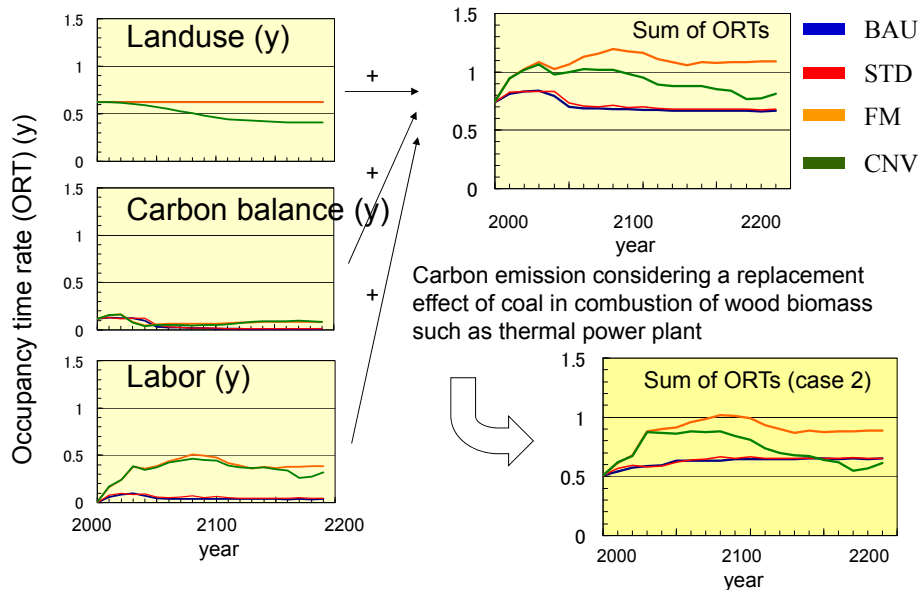 Occupancy time rate (ORT) (y)
Landuse (y)
1.5
1
0.5
0
+
Carbon balance (y)
1.5
1
0.5
0
+
+
Labor (y)
1.5
1
0.5
0
2000
2100
2200
year
Sum of ORTs
1.5
1
0.5
0
2000
2100
2200
year
BAU
STD
FM
CNV
Carbon emission considering a replacement
effect of coal in combustion of wood biomass
such as thermal power plant
Sum of ORTs (case 2)
1.5
1
0.5
0
2000
2100
2200
year